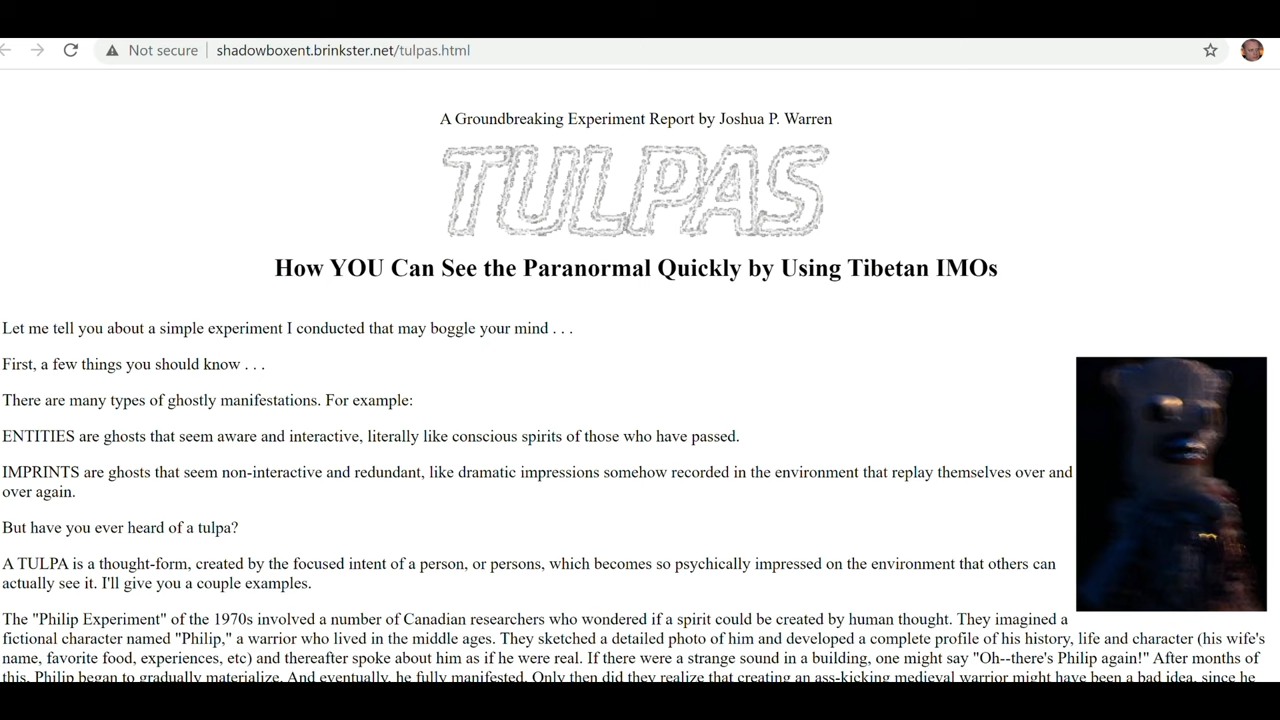 Not secure
shadowboxent.brinkster.net/tulpas.html
A Groundbreaking Experiment Report by Joshua P. Warren
TULPAS
How YOU Can See the Paranormal Quickly by Using Tibetan IMOs
Let me tell you about a simple experiment I conducted that may boggle your mind . . .
First, a few things you should know . . .
There are many types of ghostly manifestations. For example:
ENTITIES are ghosts that seem aware and interactive, literally like conscious spirits of those who have passed.
IMPRINTS are ghosts that seem non-interactive and redundant, like dramatic impressions somehow recorded in the environment that replay themselves over and
over again.
But have you ever heard of a tulpa?
A TULPA is a thought-form, created by the focused intent of a person, or persons, which becomes so psychically impressed on the environment that others can
actually see it. I'll give you a couple examples.
The "Philip Experiment" of the 1970s involved a number of Canadian researchers who wondered if a spirit could be created by human thought. They imagined a
fictional character named "Philip," a warrior who lived in the middle ages. They sketched a detailed photo of him and developed a complete profile of his history, life and character (his wife's
name, favorite food, experiences, etc) and thereafter spoke about him as if he were real. If there were a strange sound in a building, one might say "Oh--there's Philip again!" After months of
this, Philip began to gradually materialize. And eventually, he fully manifested. Only then did they realize that creating an ass-kicking medieval warrior might have been a bad idea, since he